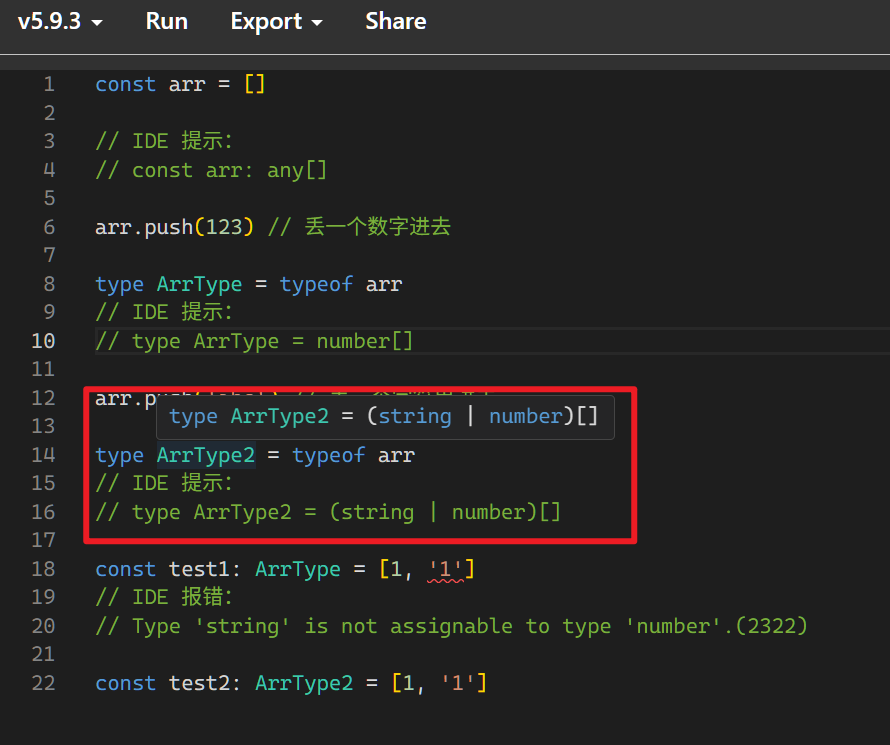 v5.9.3 Run Export Share
1 const arr = []
2
3 // IDE 提示:
4 // const arr: any[]
5
6 arr.push(123) // 丢一个数字进去
7
8 type ArrType = typeof arr
9 // IDE 提示:
10 // type ArrType = number[]
11
12 arr.p
type ArrType2 = (string | number)[]
13
14 type ArrType2 = typeof arr
15 // IDE 提示:
16 // type ArrType2 = (string | number)[]
17
18 const test1: ArrType = [1, '1']
19 // IDE 报错:
20 // Type 'string' is not assignable to type 'number'.(2322)
21
22 const test2: ArrType2 = [1, '1']